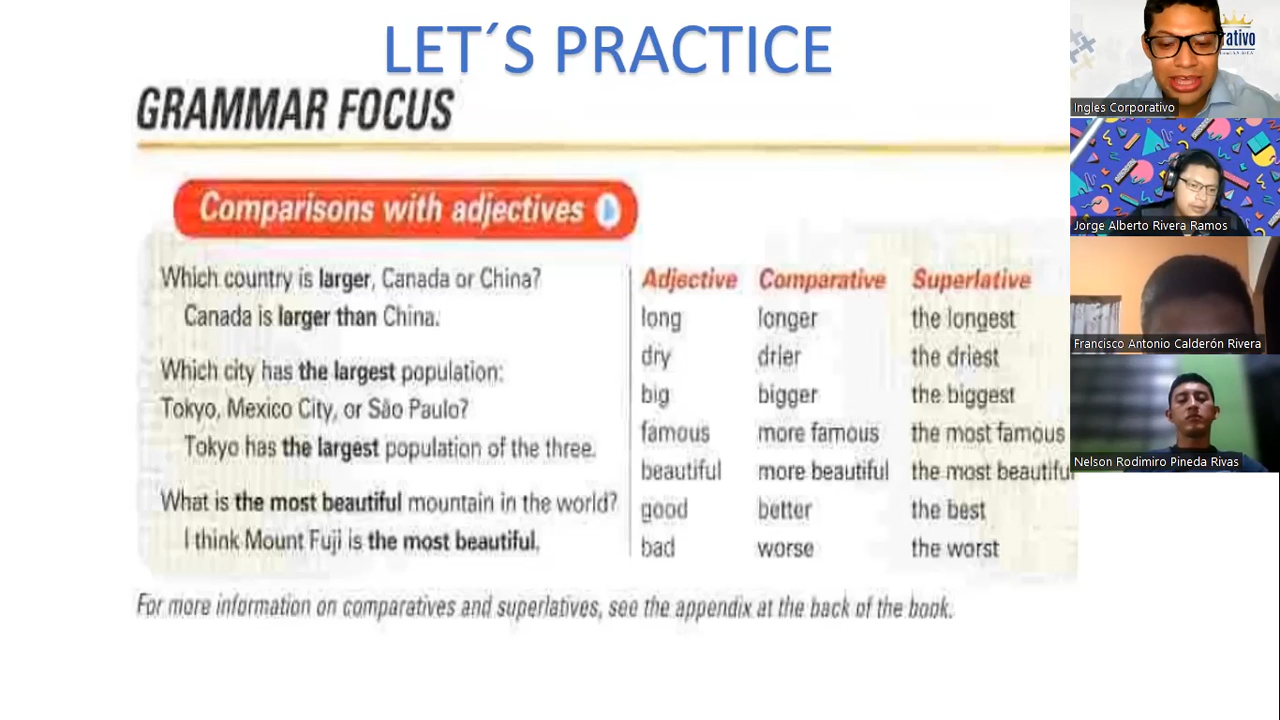 LET´S PRACTICE
GRAMMAR FOCUS
Comparisons with adjectives
Which country is larger, Canada or China?
Canada is larger than China.
Which city has the largest population:
Tokyo, Mexico City, or São Paulo?
Tokyo has the largest population of the three.
What is the most beautiful mountain in the world?
I think Mount Fuji is the most beautiful.
Adjective Comparative Superlative
long longer the longest
dry drier the driest
big bigger the biggest
famous more famous the most famous
beautiful more beautiful the most beautiful
good better the best
bad worse the worst
For more information on comparatives and superlatives, see the appendix at the back of the book.
rativo
Ingles Corporativo
Jorge Alberto Rivera Ramos
Francisco Antonio Calderón Rivera
Nelson Rodimiro Pineda Rivas